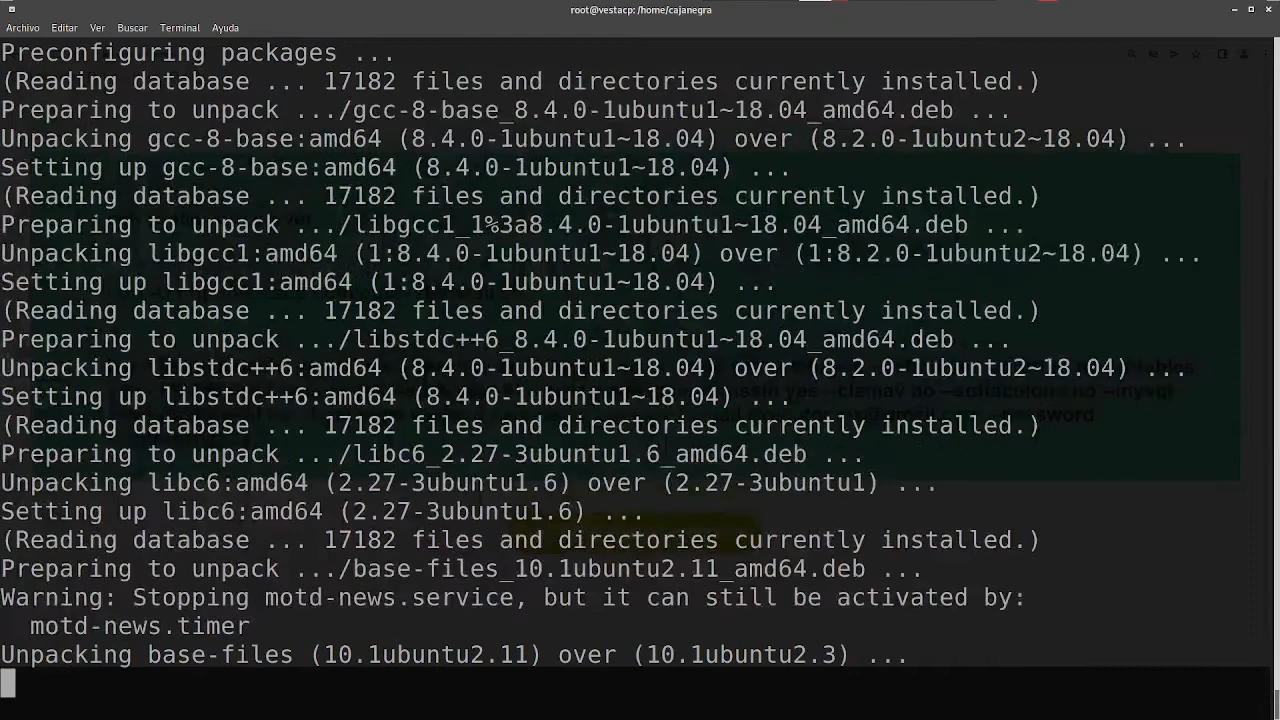 root@vestacp: /home/cajanegra
Archivo Editar Ver Buscar Terminal Ayuda
Preconfiguring packages ...
(Reading database ... 17182 files and directories currently installed.)
Preparing to unpack .../gcc-8-base_8.4.0-1ubuntu1~18.04_amd64.deb ...
Unpacking gcc-8-base:amd64 (8.4.0-1ubuntu1~18.04) over (8.2.0-1ubuntu2~18.04) ...
Setting up gcc-8-base:amd64 (8.4.0-1ubuntu1~18.04) ...
(Reading database ... 17182 files and directories currently installed.)
Preparing to unpack .../libgcc1_1%3a8.4.0-1ubuntu1~18.04_amd64.deb ...
Unpacking libgcc1:amd64 (1:8.4.0-1ubuntu1~18.04) over (1:8.2.0-1ubuntu2~18.04) ...
Setting up libgcc1:amd64 (1:8.4.0-1ubuntu1~18.04) ...
(Reading database ... 17182 files and directories currently installed.)
Preparing to unpack .../libstdc++6_8.4.0-1ubuntu1~18.04_amd64.deb ...
Unpacking libstdc++6:amd64 (8.4.0-1ubuntu1~18.04) over (8.2.0-1ubuntu2~18.04) ...
Setting up libstdc++6:amd64 (8.4.0-1ubuntu1~18.04) ...
(Reading database ... 17182 files and directories currently installed.)
Preparing to unpack .../libc6_2.27-3ubuntu1.6_amd64.deb ...
Unpacking libc6:amd64 (2.27-3ubuntu1.6) over (2.27-3ubuntu1) ...
Setting up libc6:amd64 (2.27-3ubuntu1.6) ...
(Reading database ... 17182 files and directories currently installed.)
Preparing to unpack .../base-files_10.1ubuntu2.11_amd64.deb ...
Warning: Stopping motd-news.service, but it can still be activated by:
motd-news.timer
Unpacking base-files (10.1ubuntu2.11) over (10.1ubuntu2.3) ...